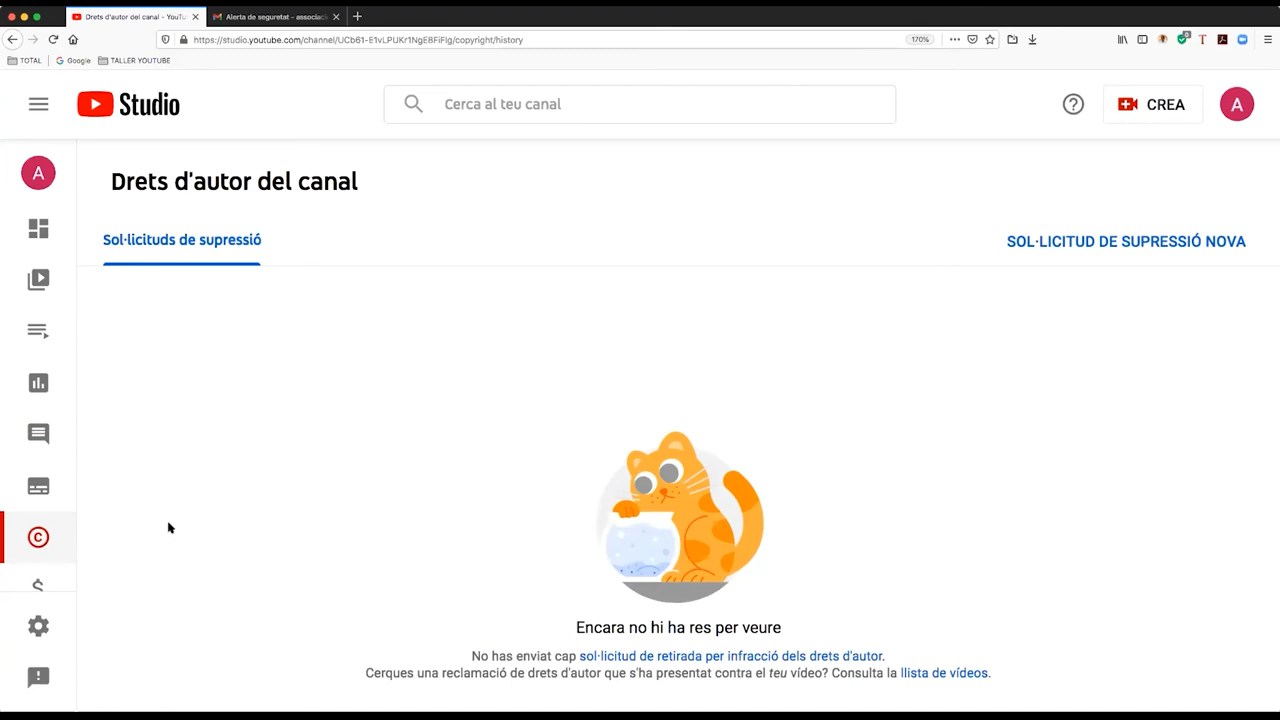 Drets d'autor del canal – YouTu
Alerta de seguretat – associaci
https://studio.youtube.com/channel/UCb61-E1vLPUKr1NgE8FiFIg/copyright/history
170%
TOTAL
Google
TALLER YOUTUBE
Studio
Cerca al teu canal
CREA
A
A
Drets d'autor del canal
Sol·licituds de supressió
SOL·LICITUD DE SUPRESSIÓ NOVA
Encara no hi ha res per veure
No has enviat cap sol·licitud de retirada per infracció dels drets d'autor.
Cerques una reclamació de drets d'autor que s'ha presentat contra el teu vídeo? Consulta la llista de vídeos.